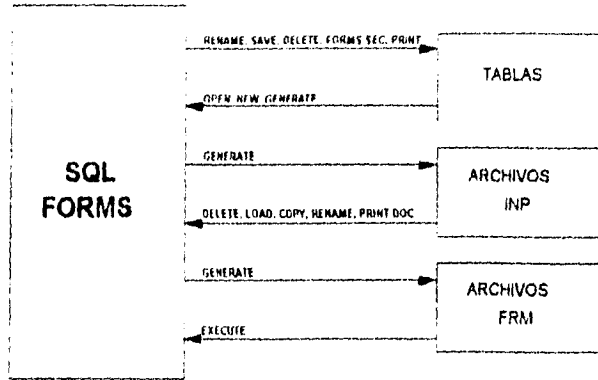 RENAME, SAVE, DELETE, FORMS SEC, PRINT
TABLAS
OPEN NEW GENERATE
GENERATE
SQL
FORMS
ARCHIVOS
INP
DELETE, LOAD, COPY, RENAME, PRINT DOC
GENERATE
ARCHIVOS
FRM
EXECUTE